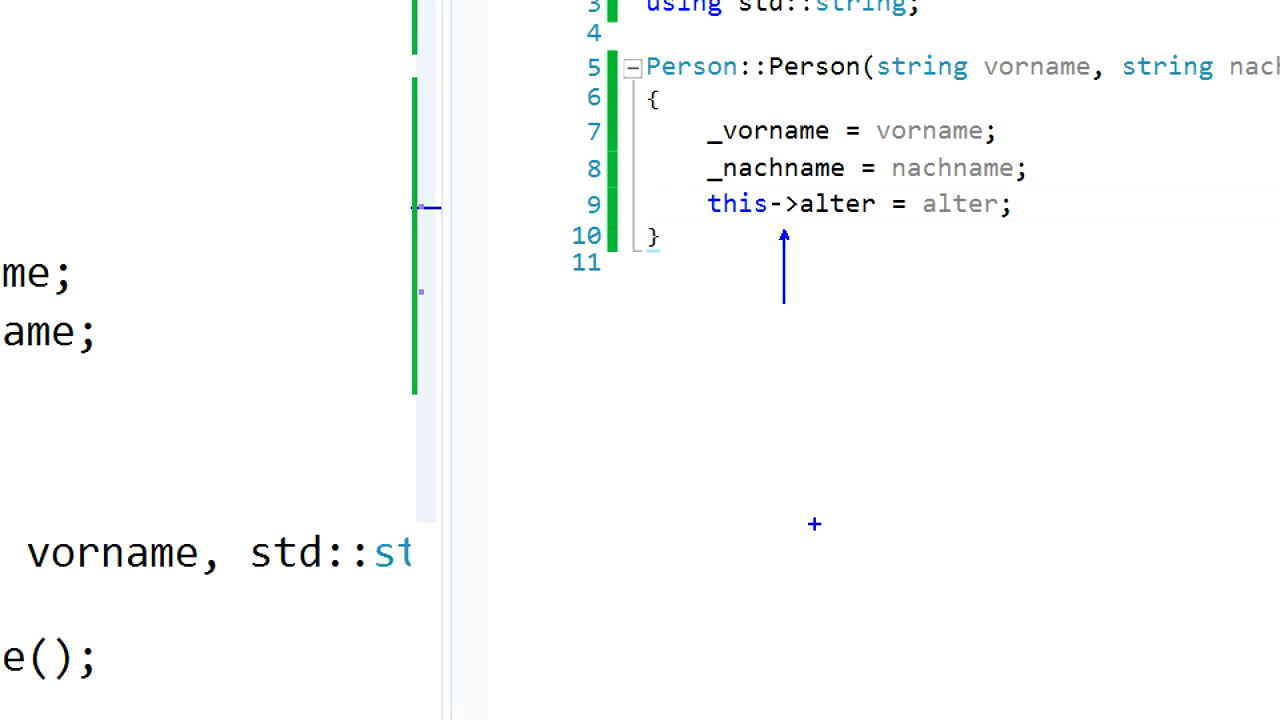 me;
ame;
vorname, std::st
e();
3 using std::string;
4
5 Person::Person(string vorname, string nach
6 {
7 _vorname = vorname;
8 _nachname = nachname;
9 this->alter = alter;
10 }
11